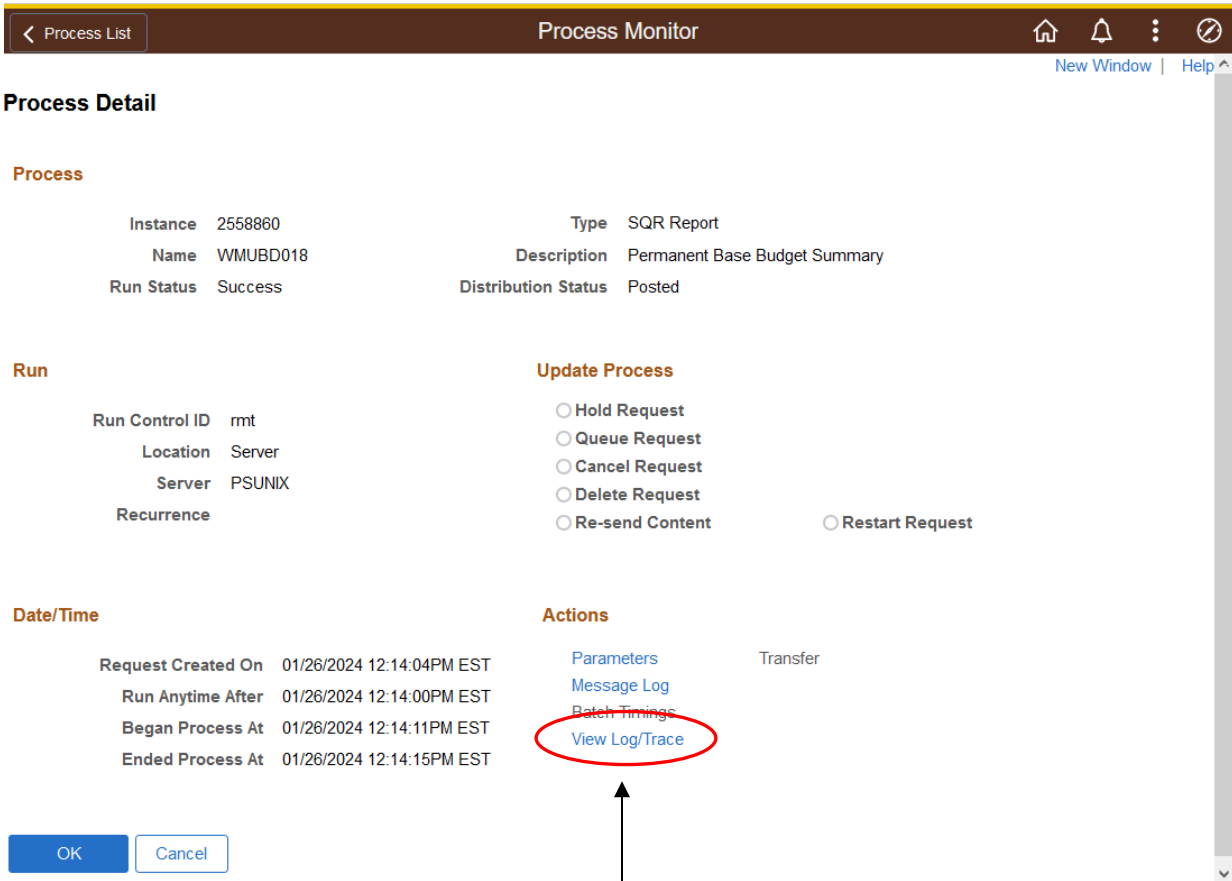 Process List
Process Monitor
New Window | Help
Process Detail
Process
Instance 2558860 Type SQR Report
Name WMUBD018 Description Permanent Base Budget Summary
Run Status Success Distribution Status Posted
Run
Run Control ID rmt
Location Server
Server PSUNIX
Recurrence
Update Process
Hold Request
Queue Request
Cancel Request
Delete Request
Re-send Content Restart Request
Date/Time
Request Created On 01/26/2024 12:14:04PM EST
Run Anytime After 01/26/2024 12:14:00PM EST
Began Process At 01/26/2024 12:14:11PM EST
Ended Process At 01/26/2024 12:14:15PM EST
Actions
Parameters Transfer
Message Log
Batch Timings
View Log/Trace
OK Cancel